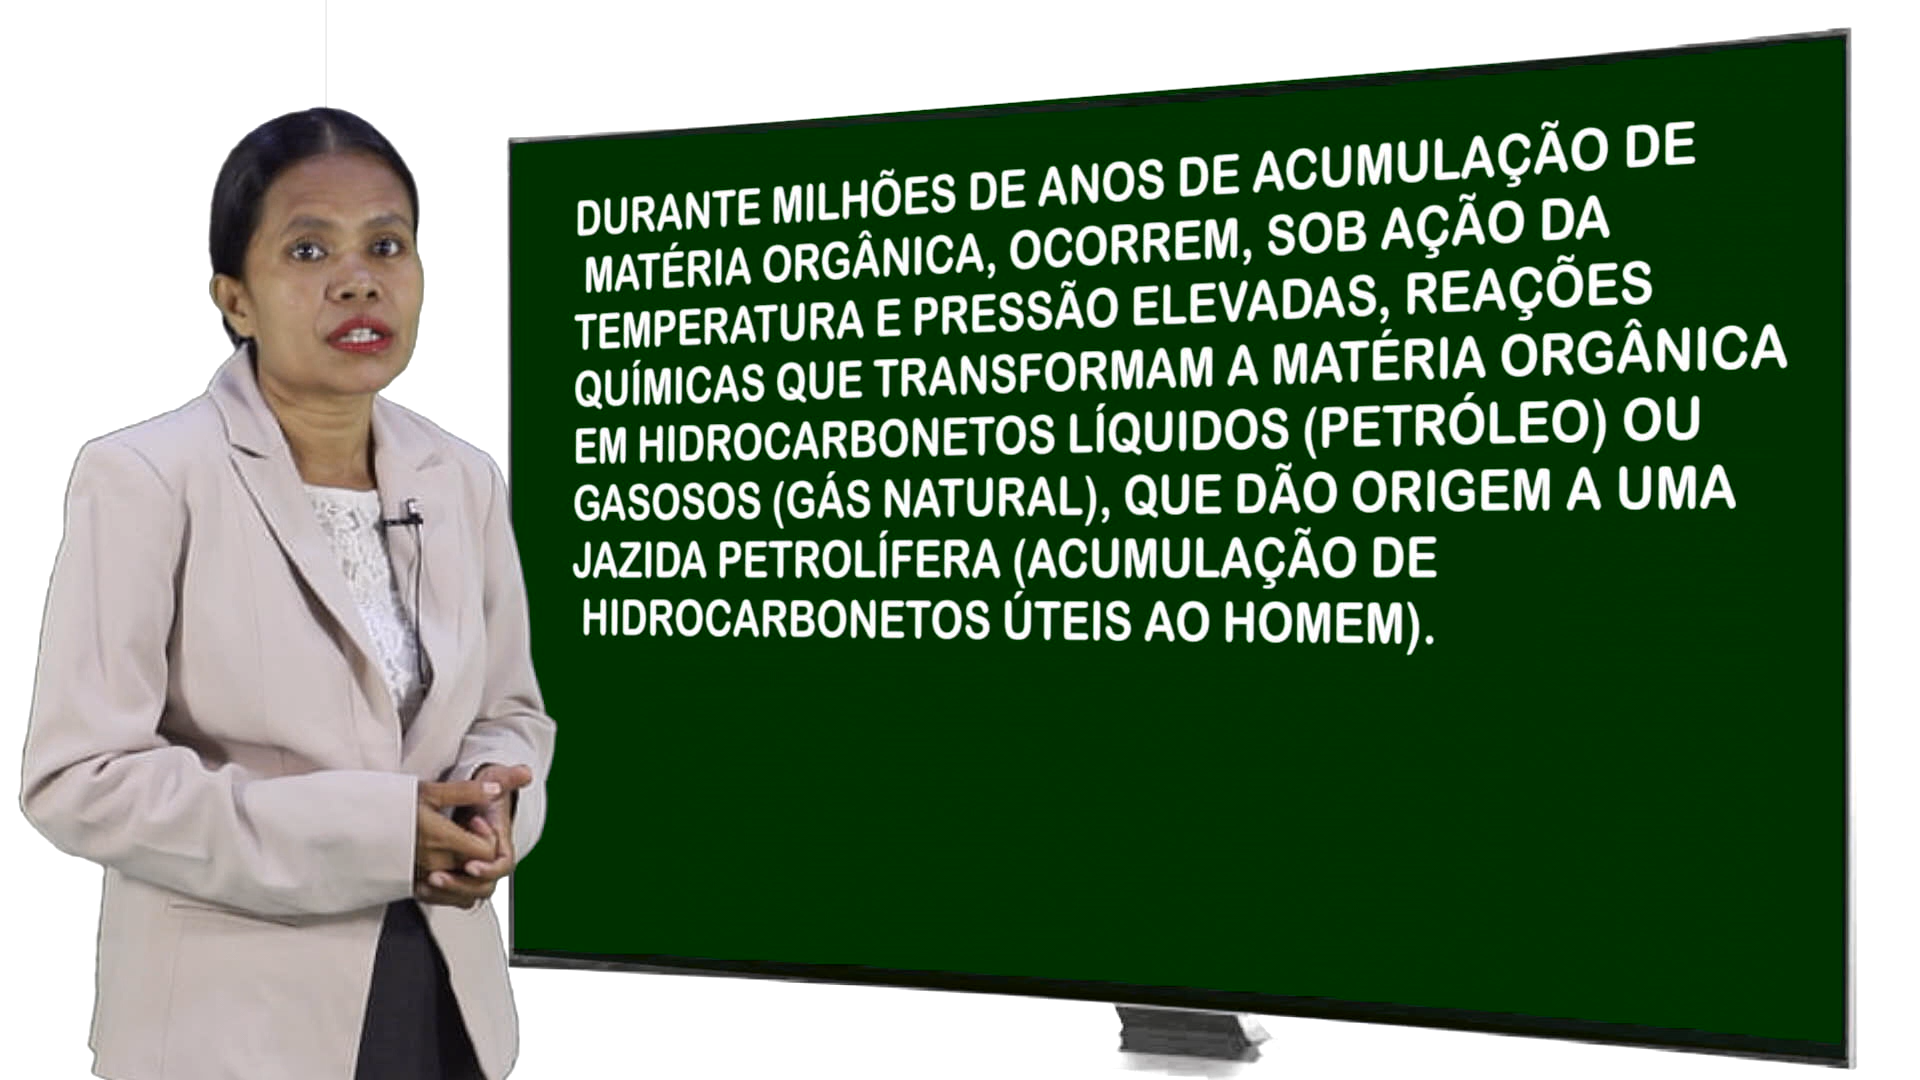 DURANTE MILHÕES DE ANOS DE ACUMULAÇÃO DE
MATÉRIA ORGÂNICA, OCORREM, SOB AÇÃO DA
TEMPERATURA E PRESSÃO ELEVADAS, REAÇÕES
QUÍMICAS QUE TRANSFORMAM A MATÉRIA ORGÂNICA
EM HIDROCARBONETOS LÍQUIDOS (PETRÓLEO) OU
GASOSOS (GÁS NATURAL), QUE DÃO ORIGEM A UMA
JAZIDA PETROLÍFERA (ACUMULAÇÃO DE
HIDROCARBONETOS ÚTEIS AO HOMEM).